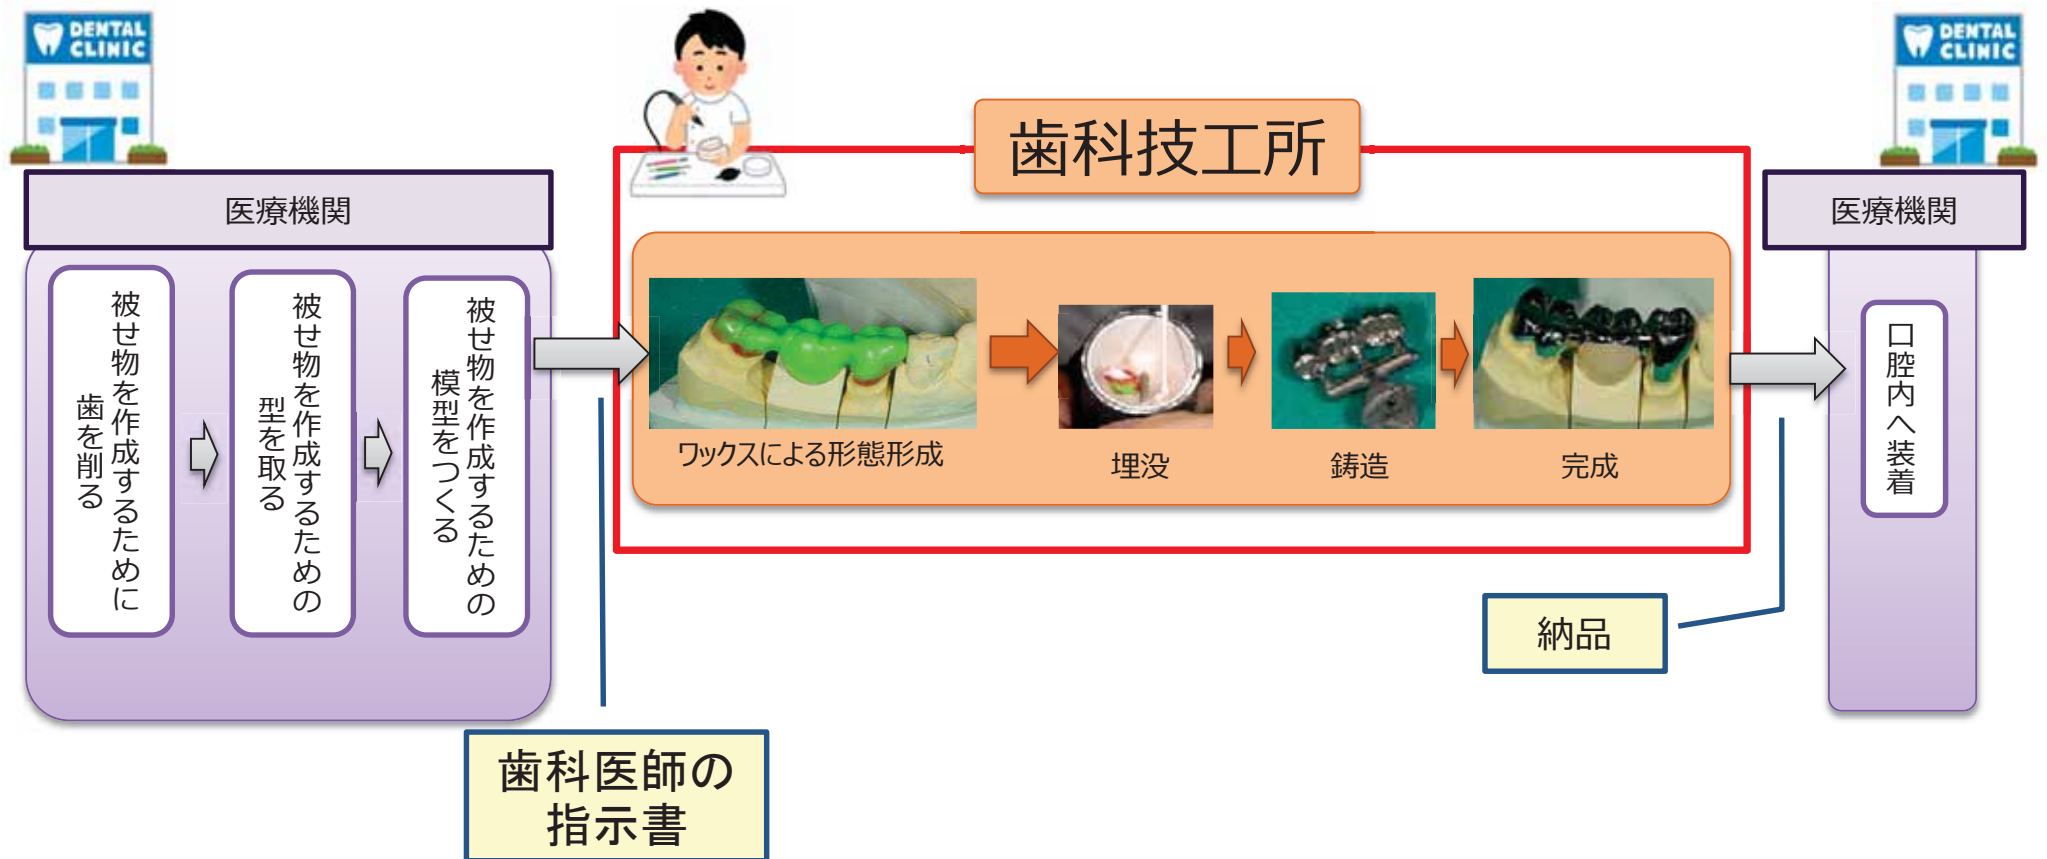 DENTAL
CLINIC
医療機関
被せ物を作成するために
歯を削る
被せ物を作成するための
型を取る
被せ物を作成するための
模型をつくる
歯科医師の
指示書
歯科技工所
ワックスによる形態形成
埋没
鋳造
完成
納品
DENTAL
CLINIC
医療機関
口腔内へ装着